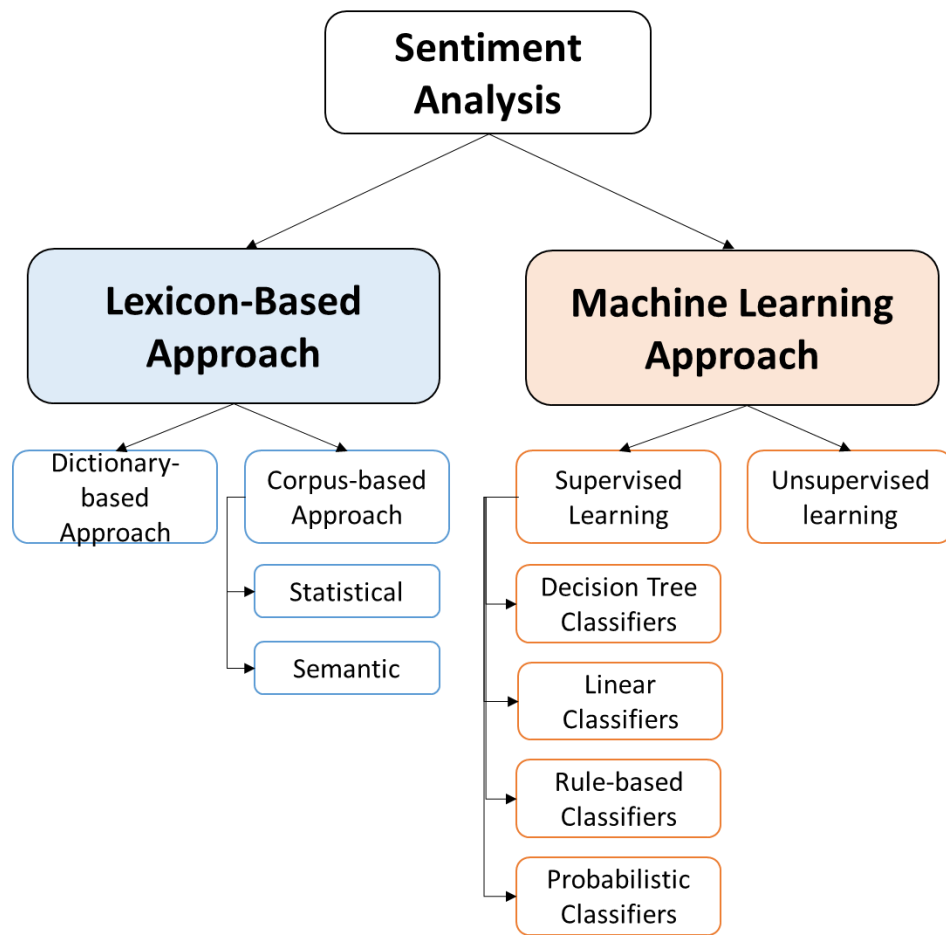 Sentiment
Analysis
Lexicon-Based
Approach
Machine Learning
Approach
Dictionary-
based
Approach
Corpus-based
Approach
Supervised
Learning
Unsupervised
learning
Statistical
Semantic
Decision Tree
Classifiers
Linear
Classifiers
Rule-based
Classifiers
Probabilistic
Classifiers